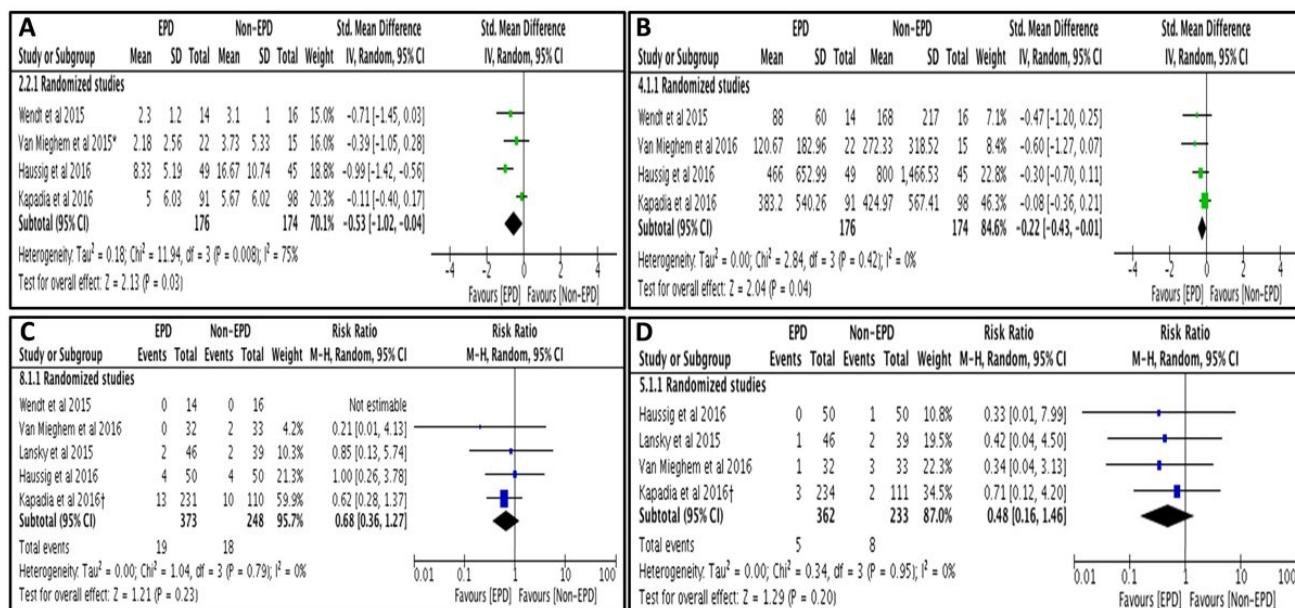 A
EPD Non-EPD Std. Mean Difference Std. Mean Difference
Study or Subgroup Mean SD Total Mean SD Total Weight IV, Random, 95% CI IV, Random, 95% CI
2.2.1 Randomized studies
Wendt et al 2015 2.3 1.2 14 3.1 1 16 15.0% -0.71 [-1.45, 0.03]
Van Mieghem et al 2015* 2.18 2.56 22 3.73 5.33 15 16.0% -0.39 [-1.05, 0.28]
Haussig et al 2016 8.33 5.19 49 16.67 10.74 45 18.8% -0.99 [-1.42, -0.56]
Kapadia et al 2016 5 6.03 91 5.67 6.02 98 20.3% -0.11 [-0.40, 0.17]
Subtotal (95% CI) 176 174 70.1% -0.53 [-1.02, -0.04]
Heterogeneity: Tau² = 0.18; Chi² = 11.94, df = 3 (P = 0.008); I² = 75%
Test for overall effect: Z = 2.13 (P = 0.03)
-4 -2 0 2 4
Favours [EPD] Favours [Non-EPD]
B
EPD Non-EPD Std. Mean Difference Std. Mean Difference
Study or Subgroup Mean SD Total Mean SD Total Weight IV, Random, 95% CI IV, Random, 95% CI
4.1.1 Randomized studies
Wendt et al 2015 88 60 14 168 217 16 7.1% -0.47 [-1.20, 0.25]
Van Mieghem et al 2016 120.67 182.96 22 272.33 318.52 15 8.4% -0.60 [-1.27, 0.07]
Haussig et al 2016 466 652.99 49 800 1,466.53 45 22.8% -0.30 [-0.70, 0.11]
Kapadia et al 2016 383.2 540.26 91 424.97 567.41 98 46.3% -0.08 [-0.36, 0.21]
Subtotal (95% CI) 176 174 84.6% -0.22 [-0.43, -0.01]
Heterogeneity: Tau² = 0.00; Chi² = 2.84, df = 3 (P = 0.42); I² = 0%
Test for overall effect: Z = 2.04 (P = 0.04)
-4 -2 0 2 4
Favours [EPD] Favours [Non-EPD]
C
EPD Non-EPD Risk Ratio Risk Ratio
Study or Subgroup Events Total Events Total Weight M-H, Random, 95% CI M-H, Random, 95% CI
8.1.1 Randomized studies
Wendt et al 2015 0 14 0 16 Not estimable
Van Mieghem et al 2016 0 32 2 33 4.2% 0.21 [0.01, 4.13]
Lansky et al 2015 2 46 2 39 10.3% 0.85 [0.13, 5.74]
Haussig et al 2016 4 50 4 50 21.3% 1.00 [0.26, 3.78]
Kapadia et al 2016† 13 231 10 110 59.9% 0.62 [0.28, 1.37]
Subtotal (95% CI) 373 248 95.7% 0.68 [0.36, 1.27]
Total events 19 18
Heterogeneity: Tau² = 0.00; Chi² = 1.04, df = 3 (P = 0.79); I² = 0%
Test for overall effect: Z = 1.21 (P = 0.23)
0.01 0.1 1 10 100
Favours [EPD] Favours [Non-EPD]
D
EPD Non-EPD Risk Ratio Risk Ratio
Study or Subgroup Events Total Events Total Weight M-H, Random, 95% CI M-H, Random, 95% CI
5.1.1 Randomized studies
Haussig et al 2016 0 50 1 50 10.8% 0.33 [0.01, 7.99]
Lansky et al 2015 1 46 2 39 19.5% 0.42 [0.04, 4.50]
Van Mieghem et al 2016 1 32 3 33 22.3% 0.34 [0.04, 3.13]
Kapadia et al 2016† 3 234 2 111 34.5% 0.71 [0.12, 4.20]
Subtotal (95% CI) 362 233 87.0% 0.48 [0.16, 1.46]
Total events 5 8
Heterogeneity: Tau² = 0.00; Chi² = 0.34, df = 3 (P = 0.95); I² = 0%
Test for overall effect: Z = 1.29 (P = 0.20)
0.01 0.1 1 10 100
Favours [EPD] Favours [Non-EPD]